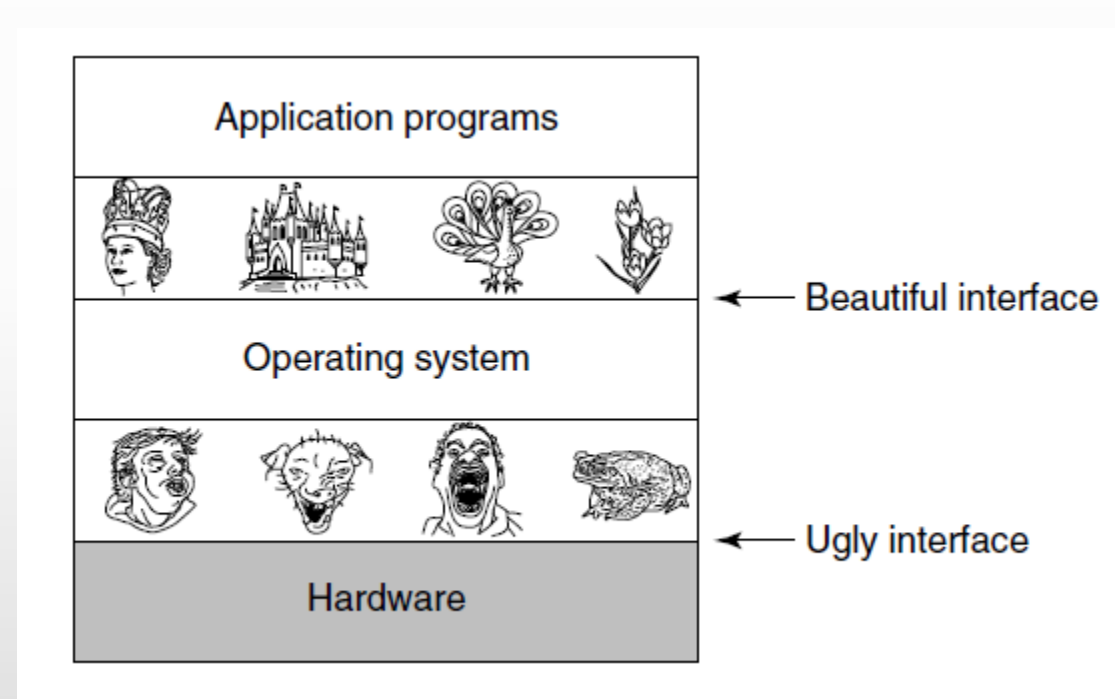 Application programs
Beautiful interface
Operating system
Ugly interface
Hardware